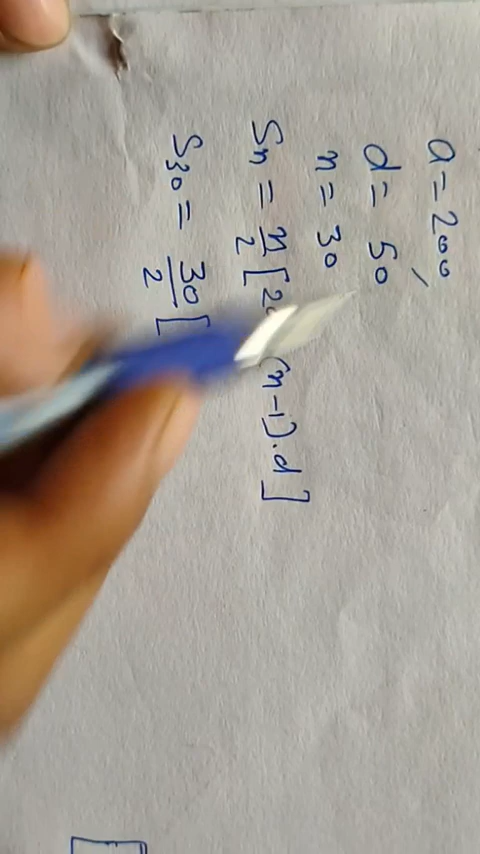 a = 200,
d = 50
n = 30
Sn = n/2 [2 (n-1).d]
S30 = 30/2 [